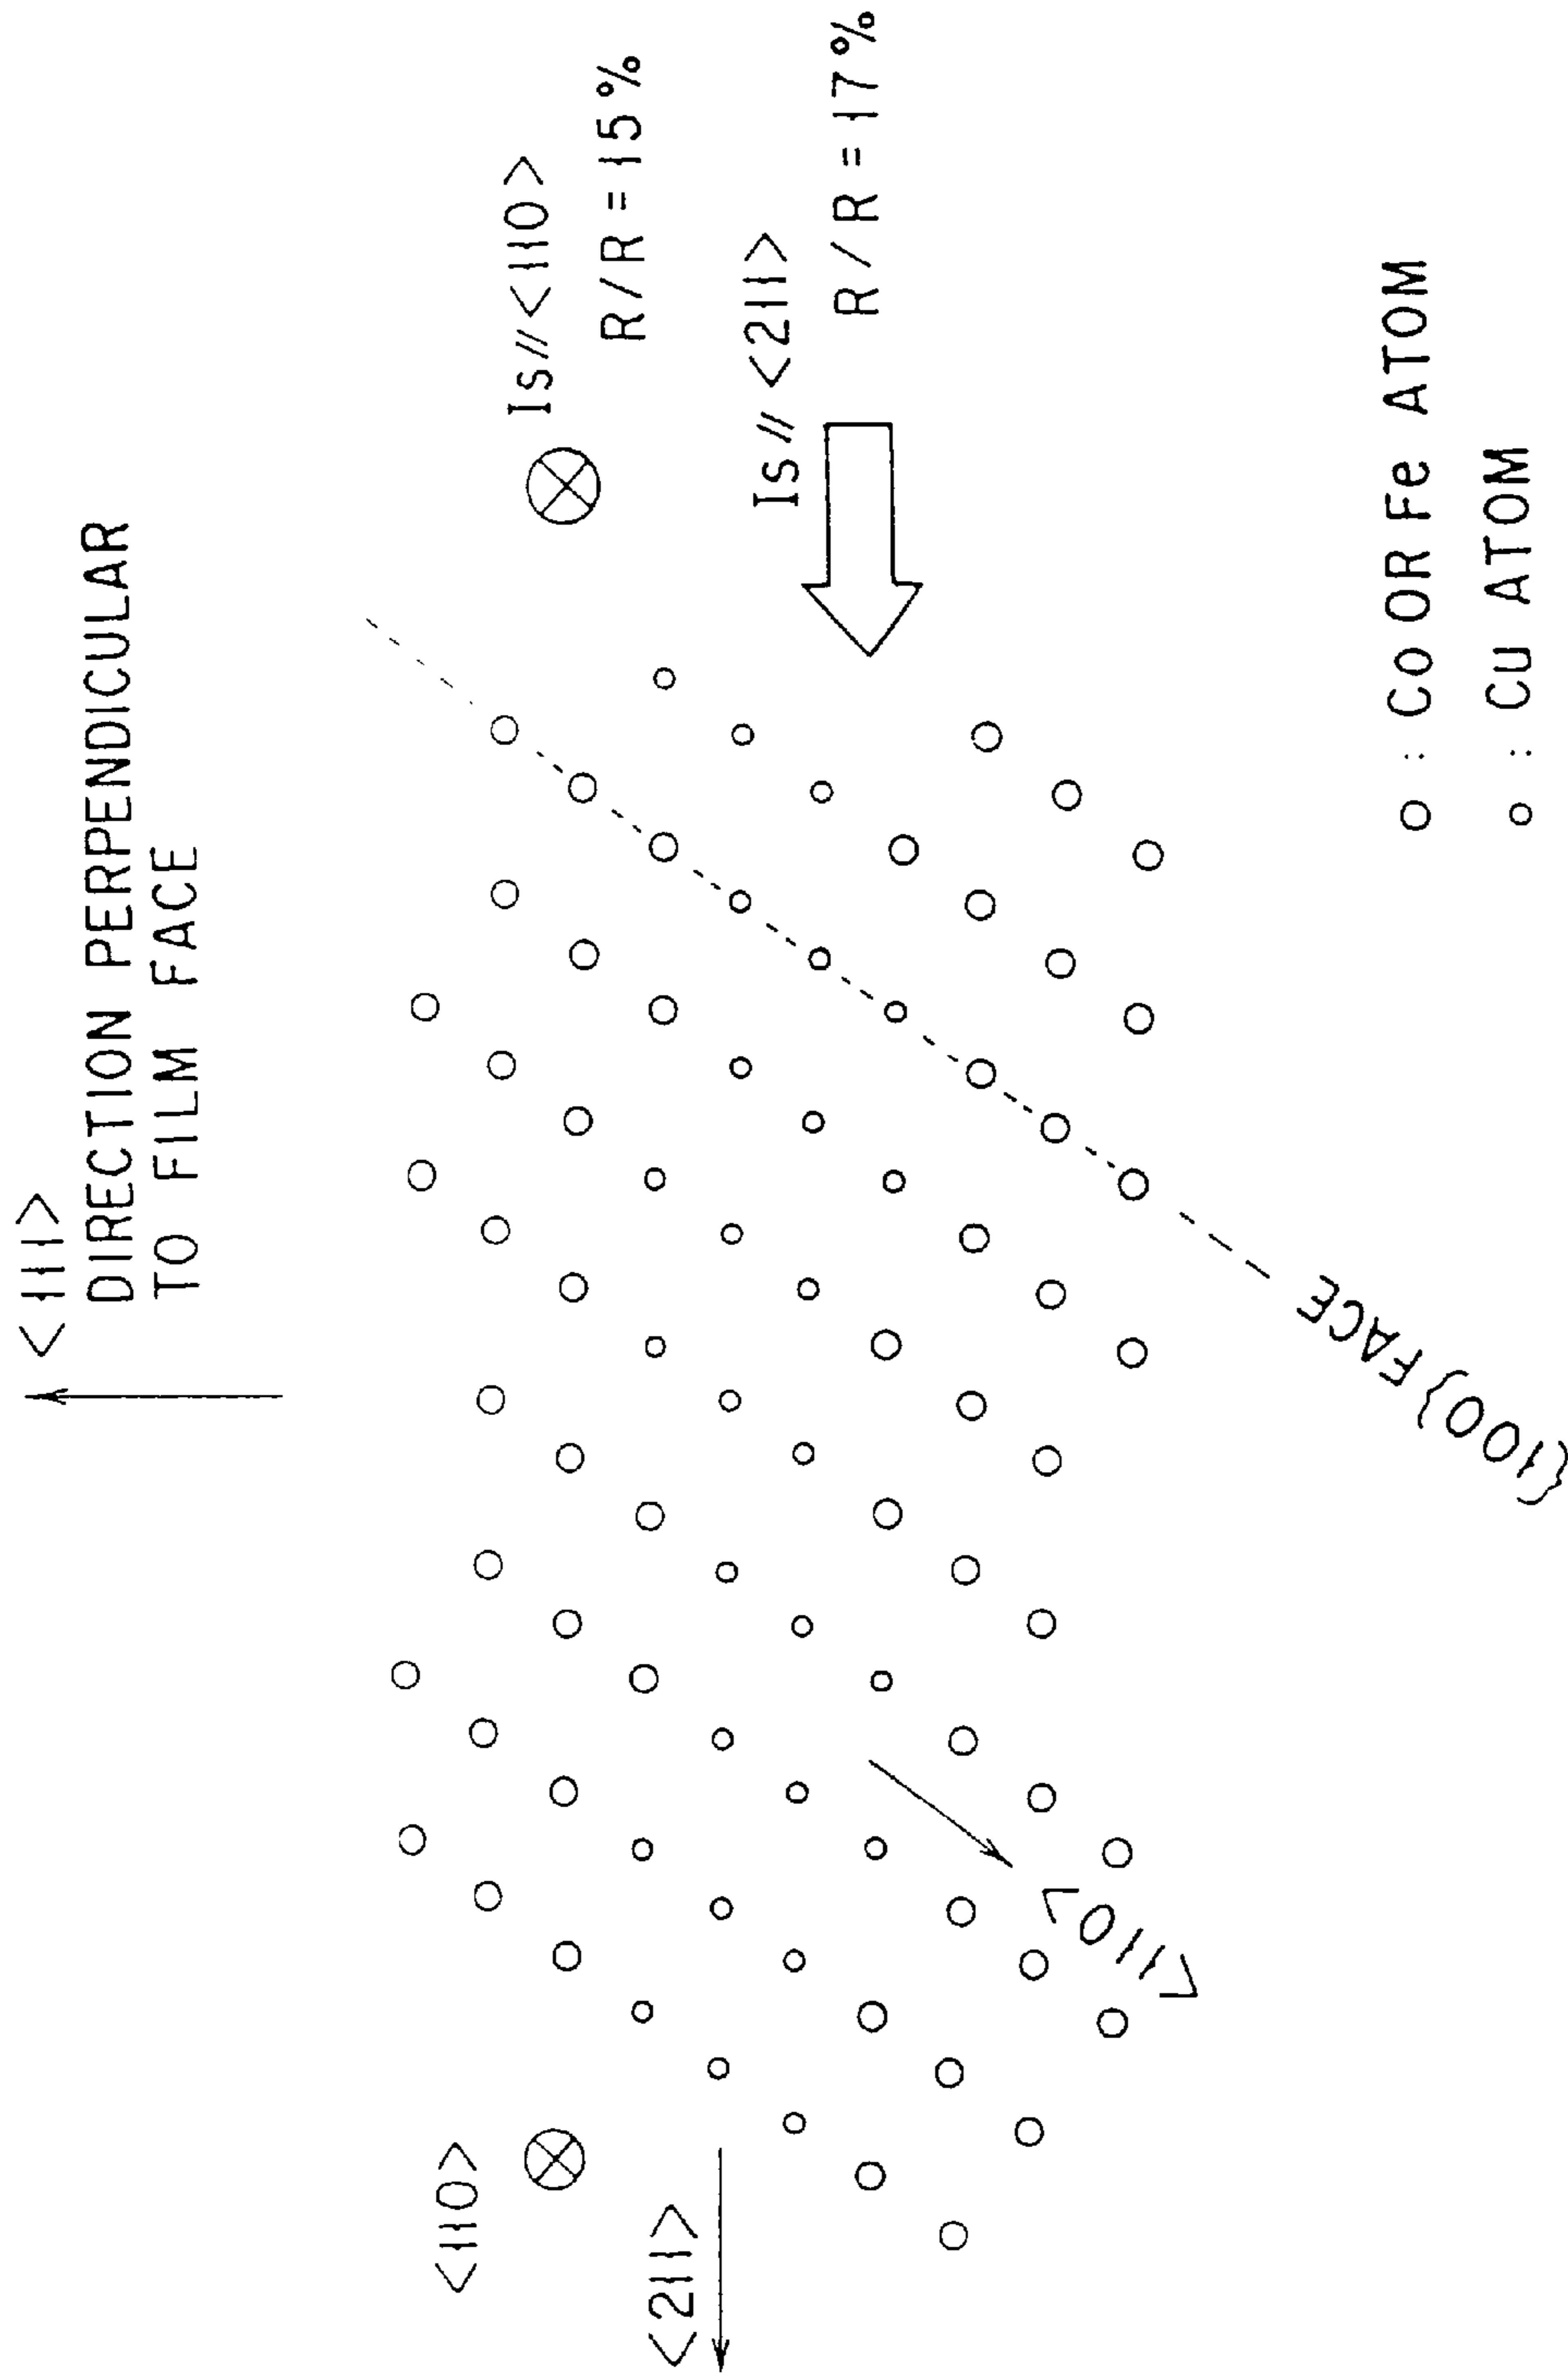 <111>
DIRECTION PERPENDICULAR
TO FILM FACE
Is//<110>
R/R=15%
Is//<211>
R/R=17%
<110>
<211>
<110>
{100}FACE
○ : Co OR Fe ATOM
○ : Cu ATOM